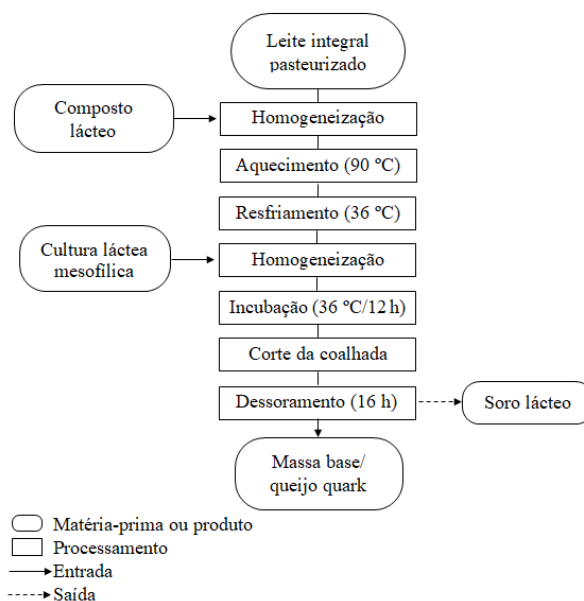 Leite integral
pasteurizado
Composto
lácteo
Homogeneização
Aquecimento (90 ºC)
Resfriamento (36 ºC)
Cultura láctea
mesofílica
Homogeneização
Incubação (36 ºC/12 h)
Corte da coalhada
Dessoramento (16 h)
Soro lácteo
Massa base/
queijo quark
Matéria-prima ou produto
Processamento
Entrada
Saída